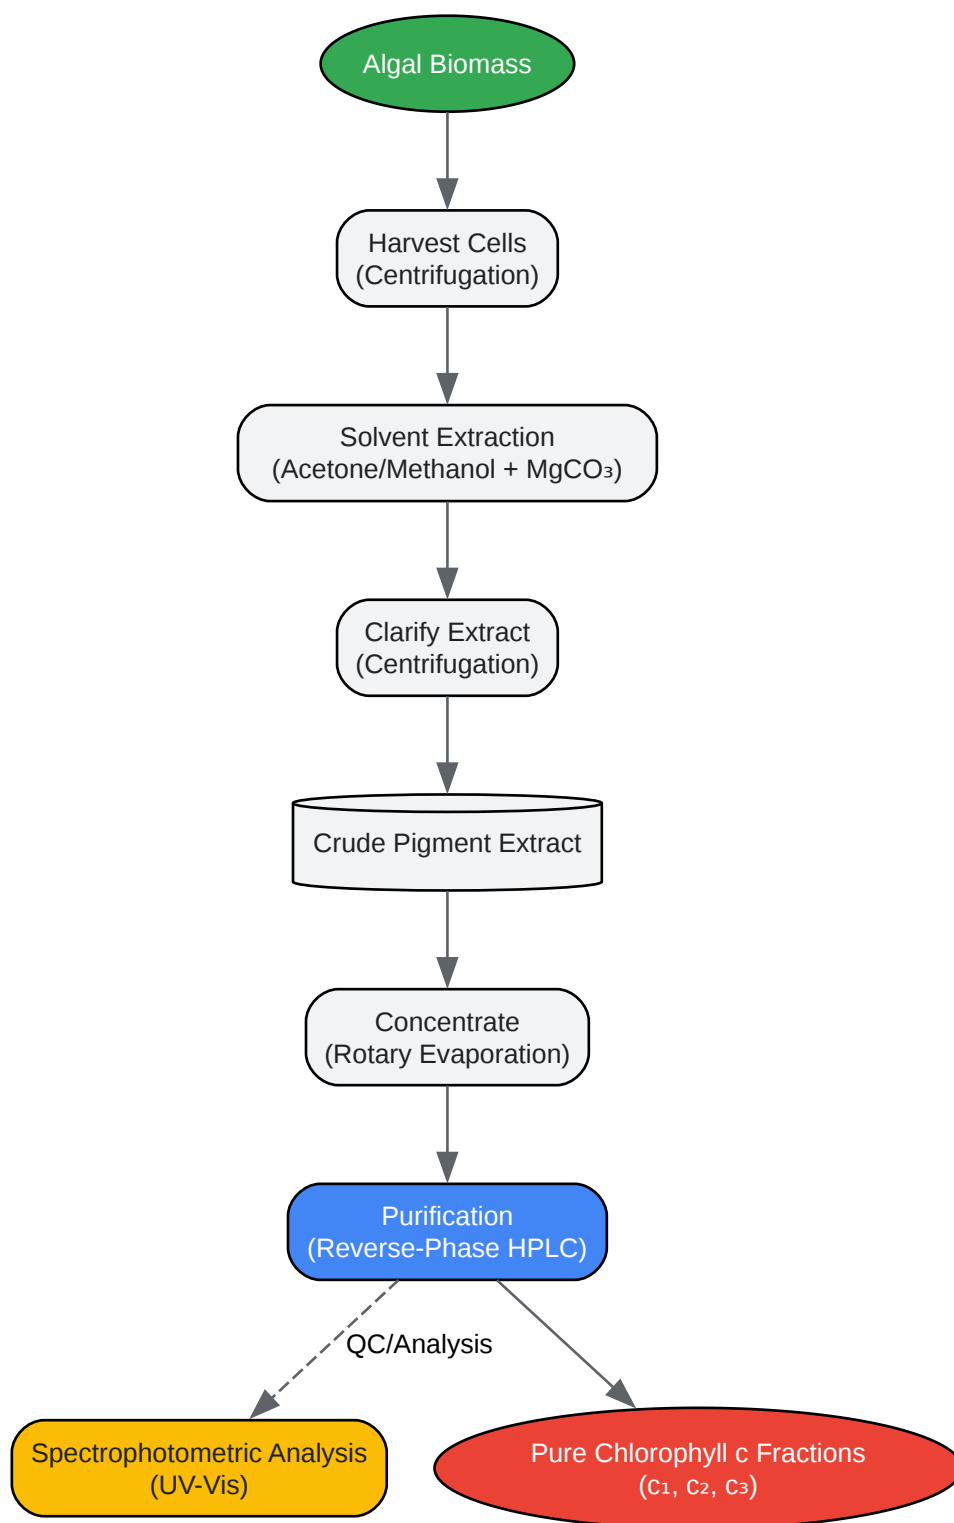 Algal Biomass
Harvest Cells
(Centrifugation)
Solvent Extraction
(Acetone/Methanol + MgCO₃)
Clarify Extract
(Centrifugation)
Crude Pigment Extract
Concentrate
(Rotary Evaporation)
Purification
(Reverse-Phase HPLC)
QC/Analysis
Spectrophotometric Analysis
(UV-Vis)
Pure Chlorophyll c Fractions
(c₁, c₂, c₃)